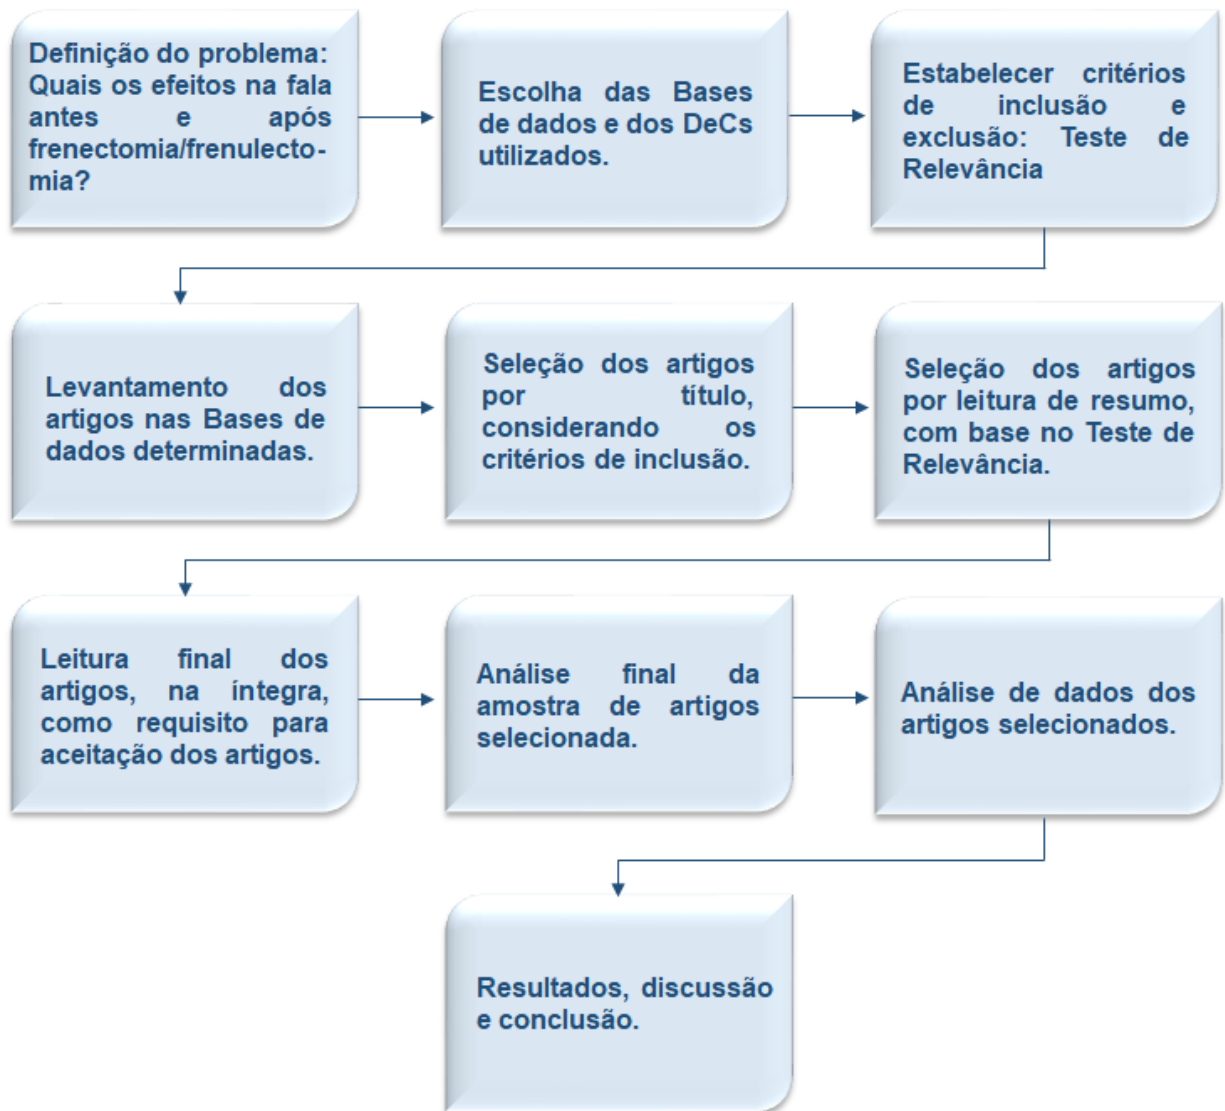 Definição do problema:
Quais os efeitos na fala
antes e após
frenectomia/frenulecto-
mia?
Escolha das Bases
de dados e dos DeCs
utilizados.
Estabelecer critérios
de inclusão e
exclusão: Teste de
Relevância
Levantamento dos
artigos nas Bases de
dados determinadas.
Seleção dos artigos
por título,
considerando os
critérios de inclusão.
Seleção dos artigos
por leitura de resumo,
com base no Teste de
Relevância.
Leitura final dos
artigos, na íntegra,
como requisito para
aceitação dos artigos.
Análise final da
amostra de artigos
selecionada.
Análise de dados dos
artigos selecionados.
Resultados, discussão
e conclusão.